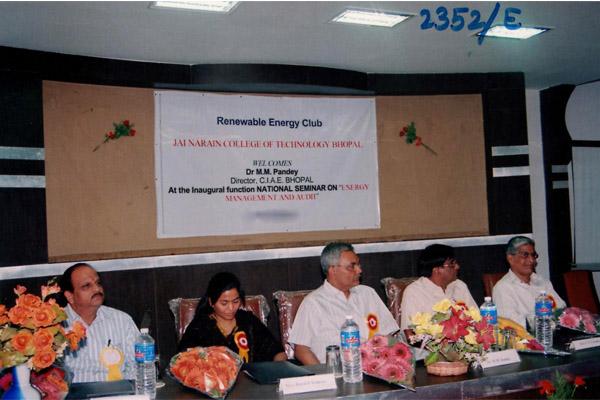 2352/E
Renewable Energy Club
JAI NARAIN COLLEGE OF TECHNOLOGY BHOPAL
WELCOMES
Dr M.M. Pandey
Director, C.I.A.E. BHOPAL
At the Inaugural function NATIONAL SEMINAR ON "ENERGY
MANAGEMENT AND AUDIT"